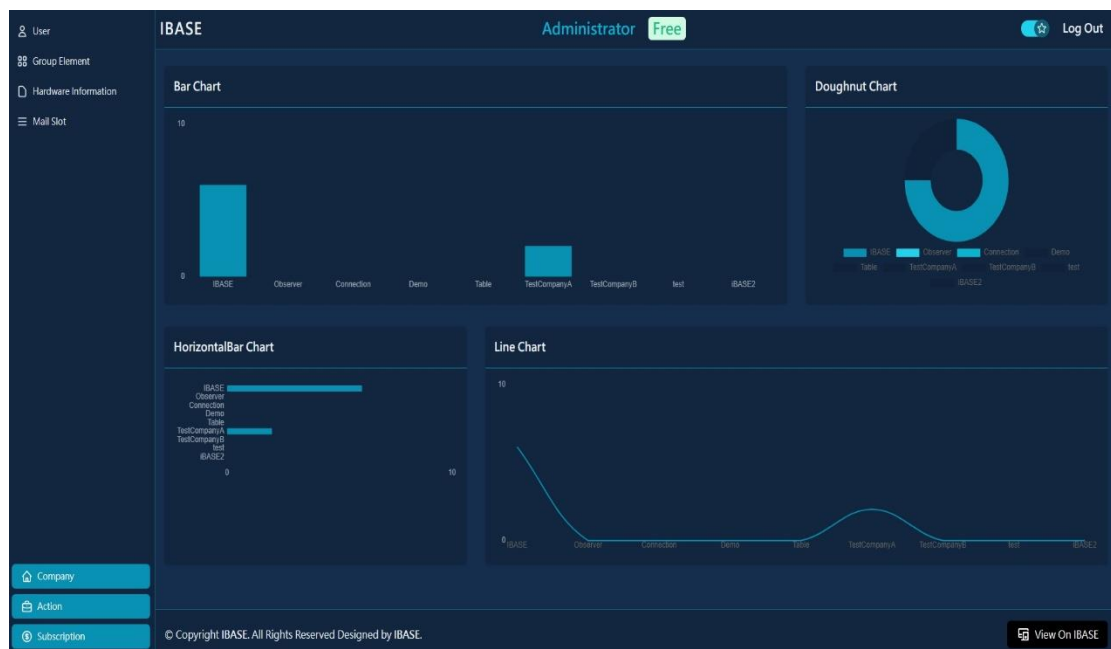 User
Group Element
Hardware Information
Mail Slot
Company
Action
Subscription
IBASE
Administrator Free
Log Out
Bar Chart
10
0
IBASE Observer Connection Demo Table TestCompanyA TestCompanyB test iBASE2
Doughnut Chart
IBASE Observer Connection Demo
Table TestCompanyA TestCompanyB test
iBASE2
HorizontalBar Chart
IBASE
Observer
Connection
Demo
Table
TestCompanyA
TestCompanyB
test
iBASE2
0 10
Line Chart
10
0
IBASE Observer Connection Demo Table TestCompanyA TestCompanyB test iBASE2
© Copyright IBASE. All Rights Reserved Designed by IBASE.
View On IBASE